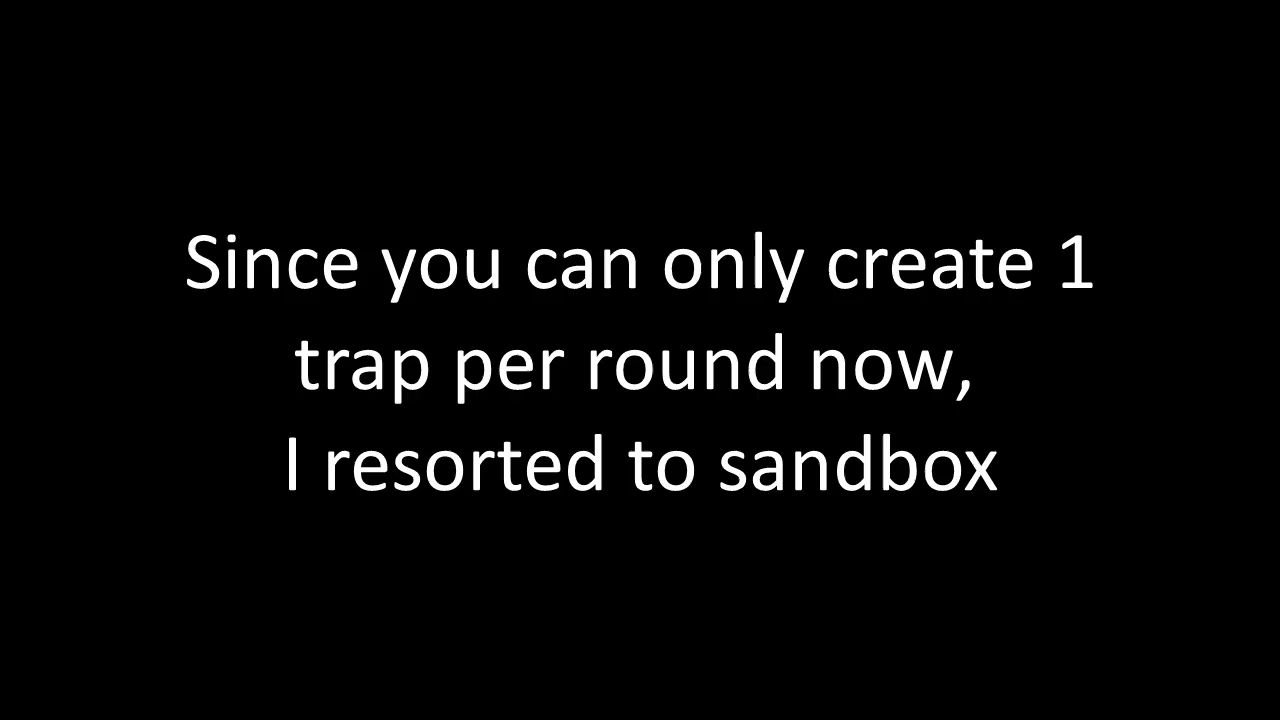 Since you can only create 1
trap per round now,
I resorted to sandbox